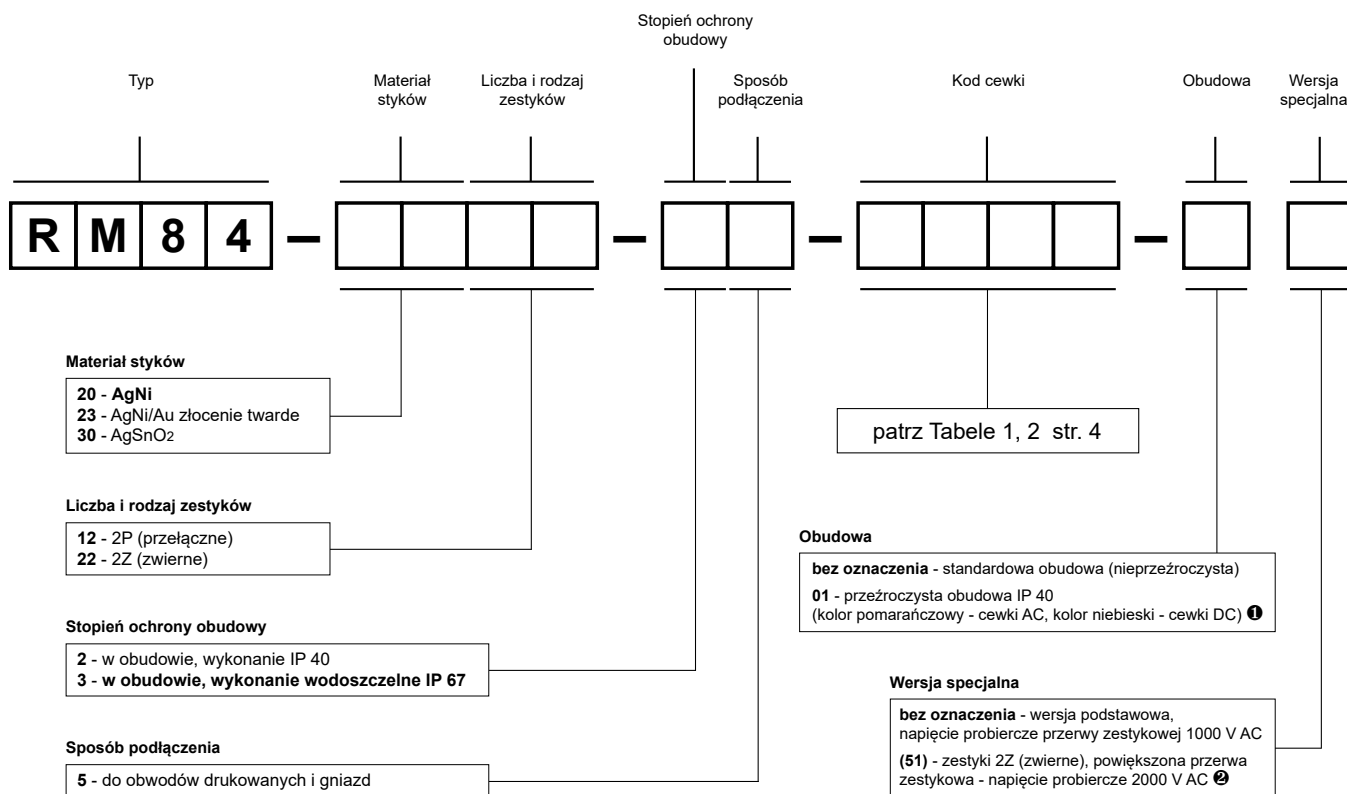 Stopień ochrony
obudowy
Typ
Materiał
styków
Liczba i rodzaj
zestyków
Sposób
podłączenia
Kod cewki
Obudowa
Wersja
specjalna
R M 8 4 – – – –
Materiał styków
20 - AgNi
23 - AgNi/Au złocenie twarde
30 - AgSnO2
patrz Tabele 1, 2 str. 4
Liczba i rodzaj zestyków
12 - 2P (przełączne)
22 - 2Z (zwierne)
Obudowa
bez oznaczenia - standardowa obudowa (nieprzeźroczysta)
01 - przeźroczysta obudowa IP 40
(kolor pomarańczowy - cewki AC, kolor niebieski - cewki DC) ❶
Stopień ochrony obudowy
2 - w obudowie, wykonanie IP 40
3 - w obudowie, wykonanie wodoszczelne IP 67
Wersja specjalna
bez oznaczenia - wersja podstawowa,
napięcie probiercze przerwy zestykowej 1000 V AC
(51) - zestyki 2Z (zwierne), powiększona przerwa
zestykowa - napięcie probiercze 2000 V AC ❷
Sposób podłączenia
5 - do obwodów drukowanych i gniazd